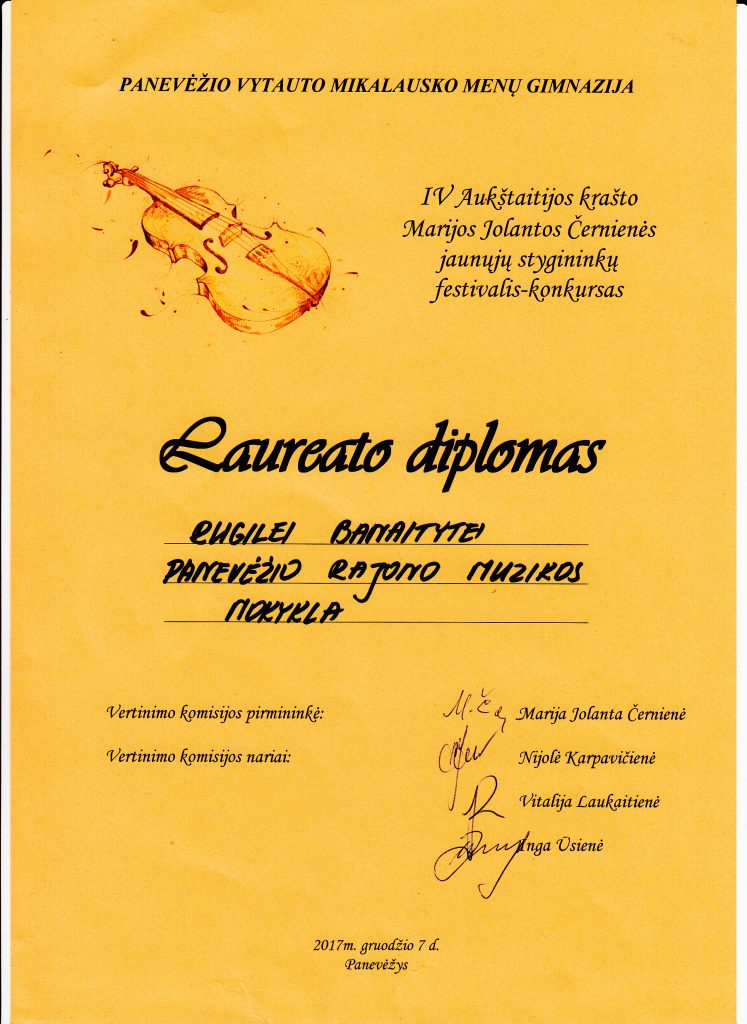 PANEVĖŽIO VYTAUTO MIKALAUSKO MENŲ GIMNAZIJA
IV Aukštaitijos krašto
Marijos Jolantos Černienės
jaunųjų stygininkų
festivalis-konkursas
Laureato diplomas
RUGILEI BANAITYTEI
PANEVĖŽIO RAJONO MUZIKOS
MOKYKLA
Vertinimo komisijos pirmininkė: Marija Jolanta Černienė
Vertinimo komisijos nariai: Nijolė Karpavičienė
Vitalija Laukaitienė
Inga Ūsienė
2017m. gruodžio 7 d.
Panevėžys